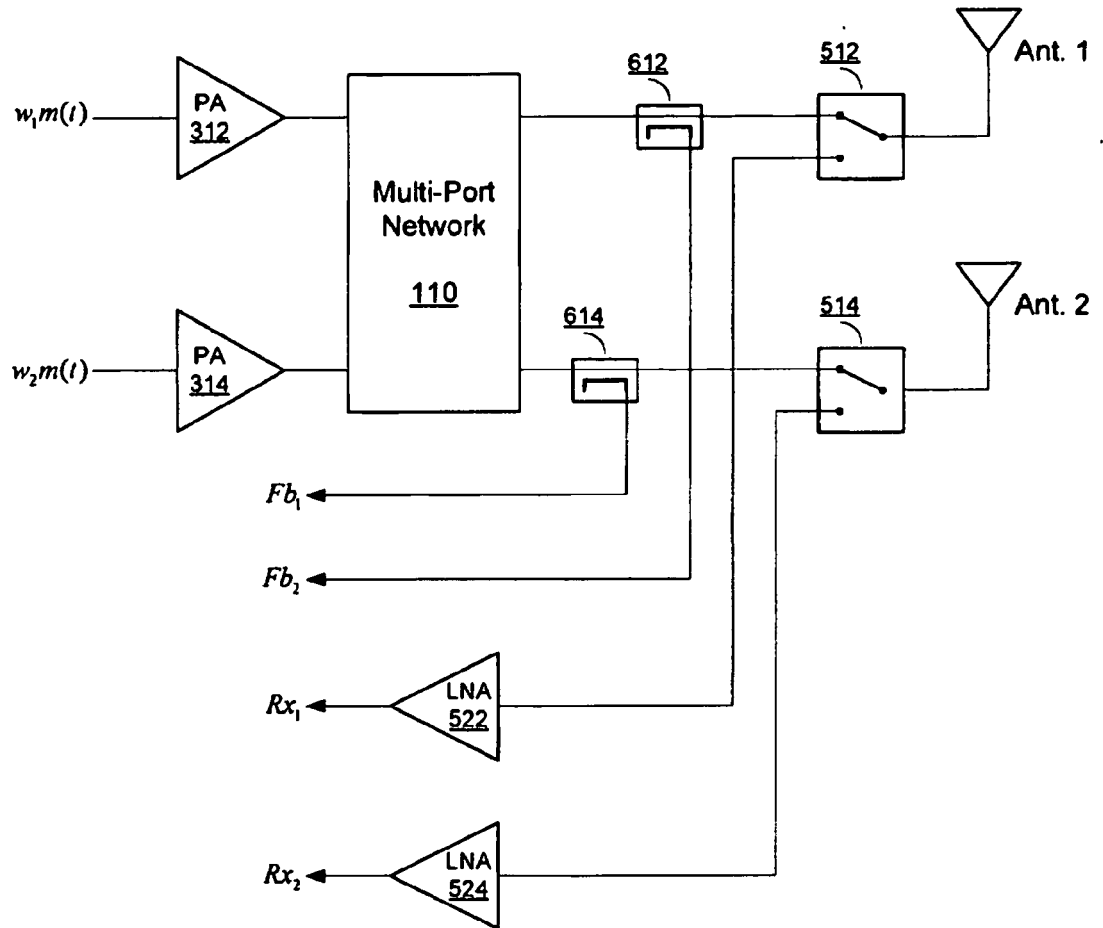 Ant. 1
512
612
w₁m(t)
PA
312
Multi-Port
Network
110
Ant. 2
514
614
w₂m(t)
PA
314
Fb₁
Fb₂
Rx₁
LNA
522
Rx₂
LNA
524